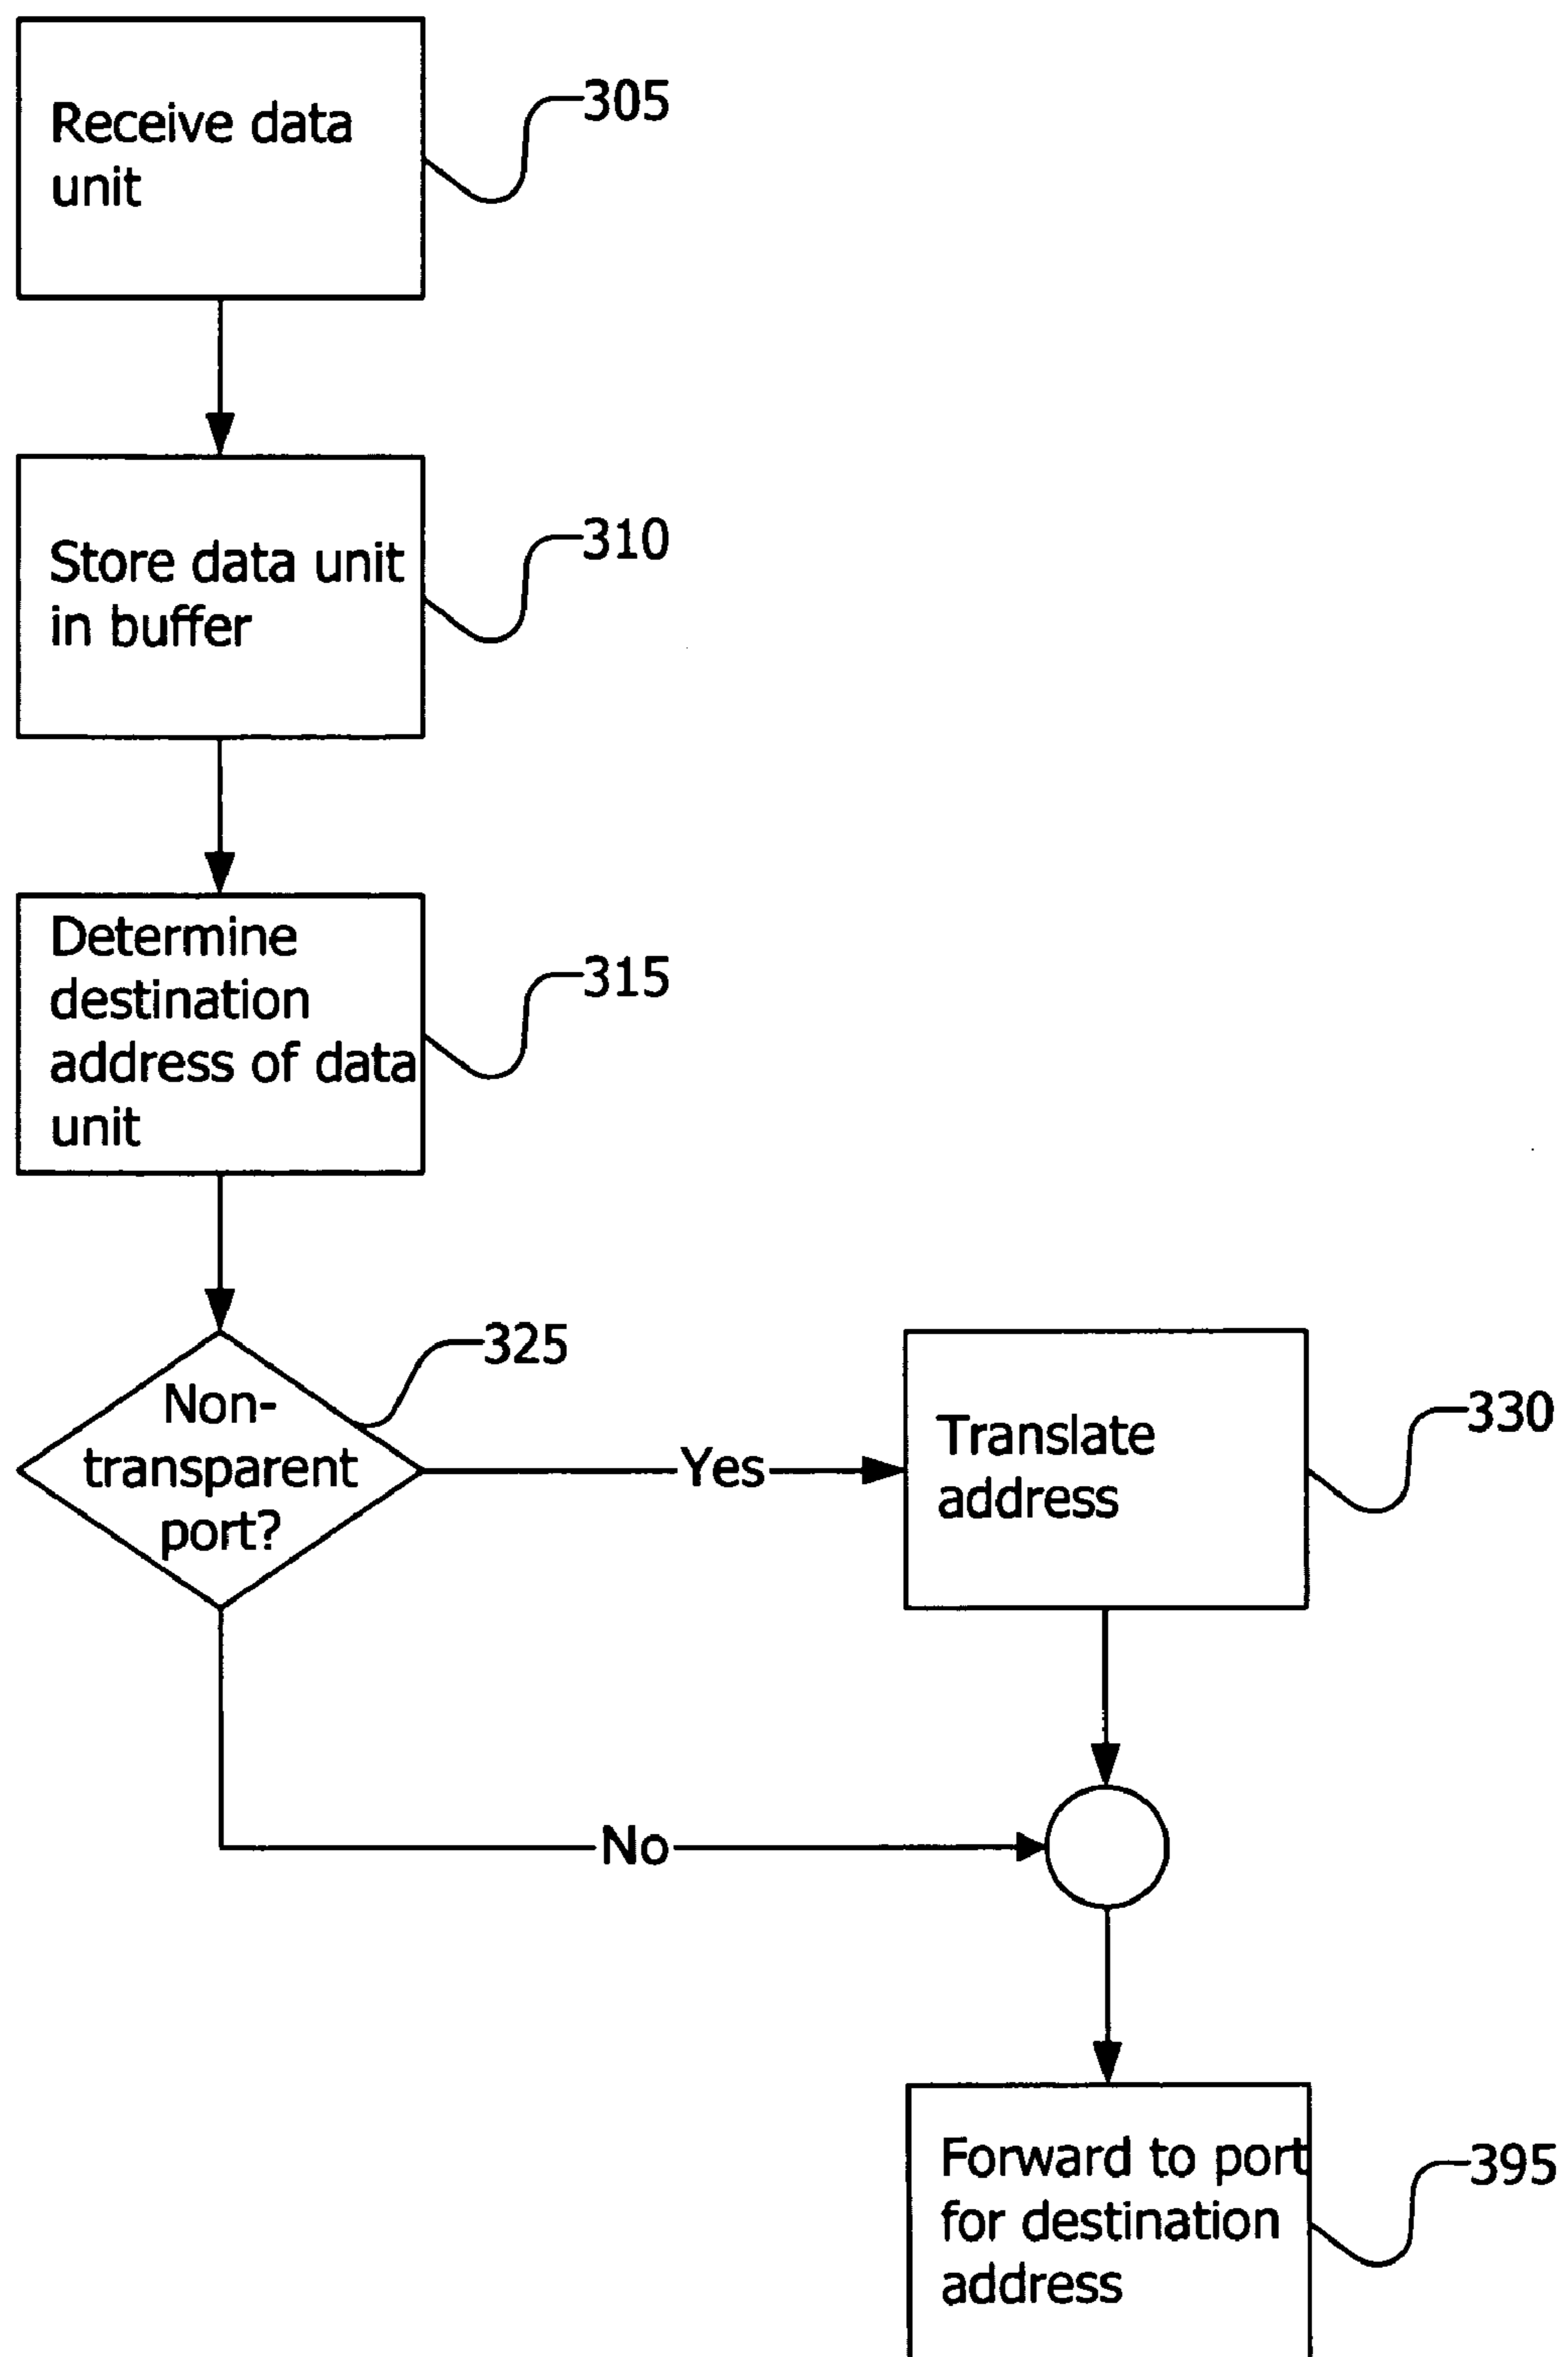 Receive data
unit
305
Store data unit
in buffer
310
Determine
destination
address of data
unit
315
Non-
transparent
port?
325
Yes
Translate
address
330
No
Forward to port
for destination
address
395